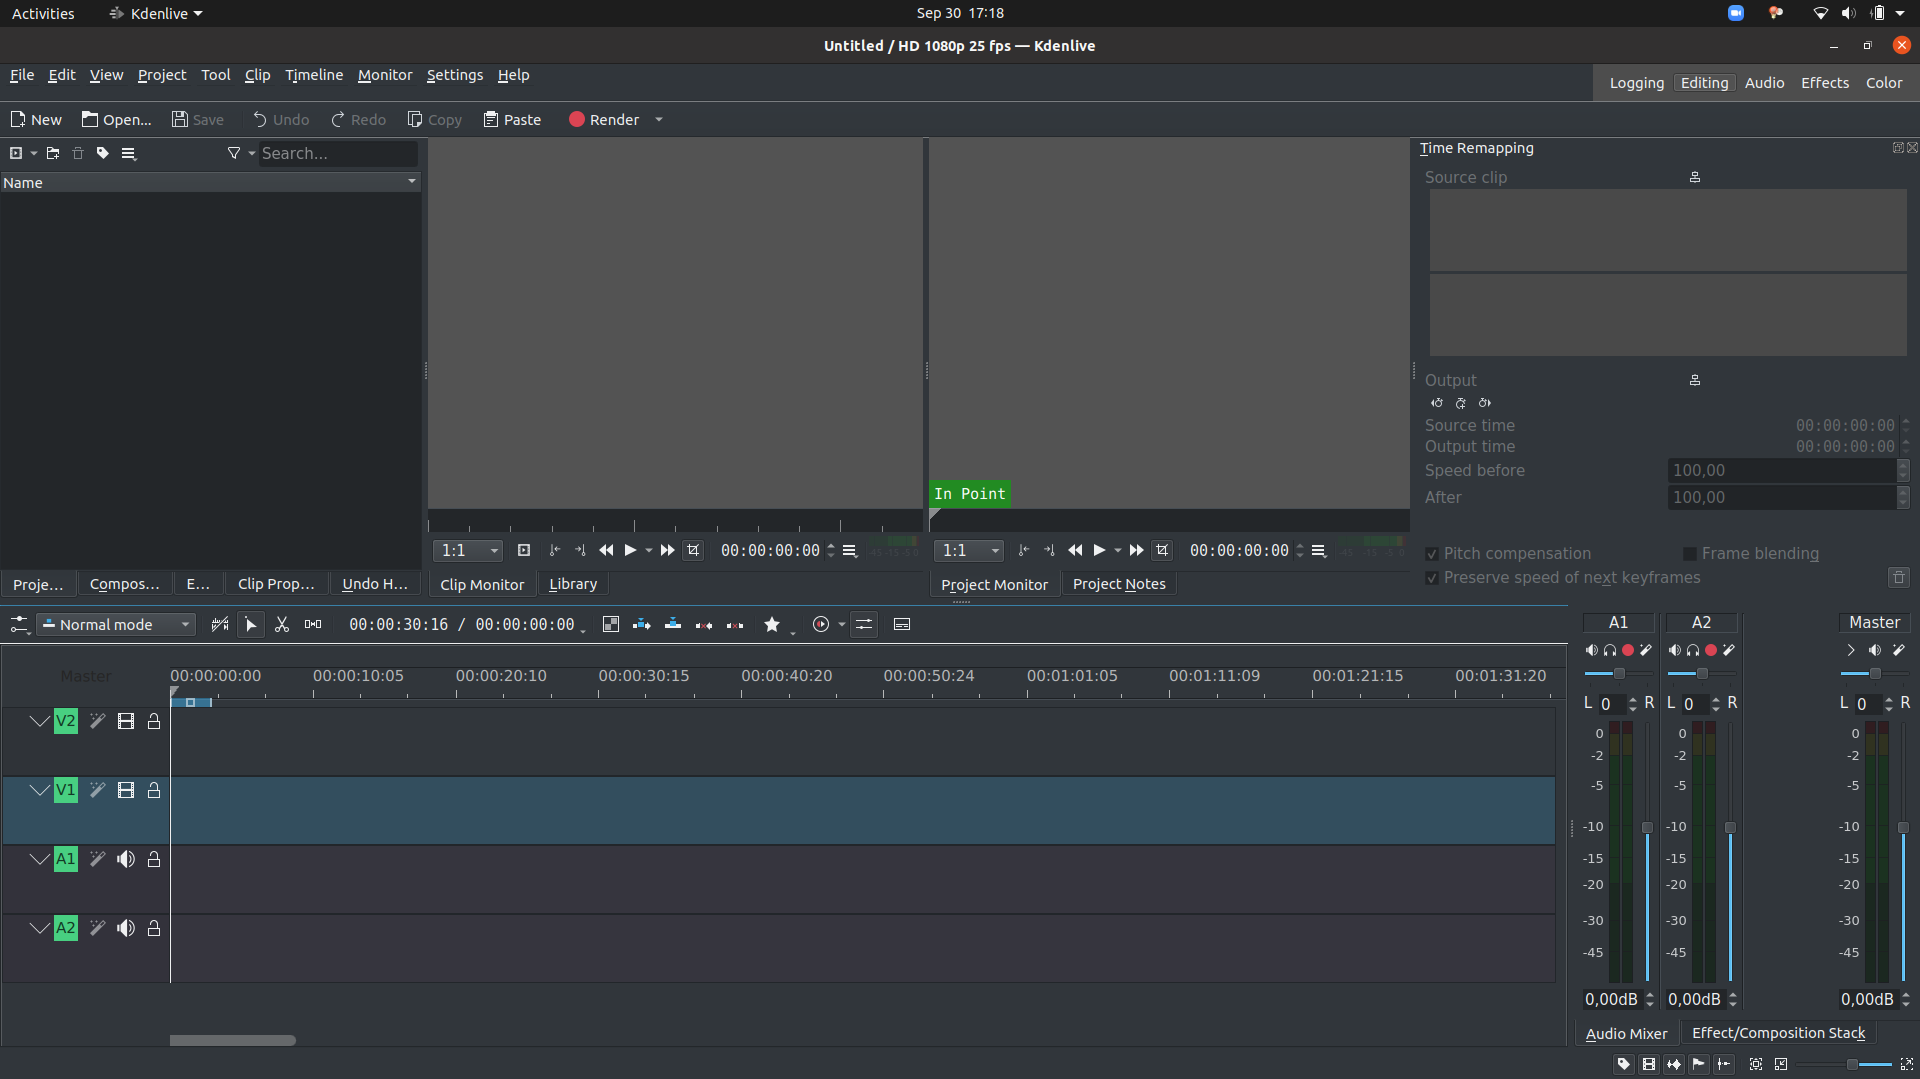 Activities Kdenlive Sep 30 17:18
Untitled / HD 1080p 25 fps — Kdenlive
File Edit View Project Tool Clip Timeline Monitor Settings Help
Logging Editing Audio Effects Color
New Open... Save Undo Redo Copy Paste Render
Search...
Name
Time Remapping
Source clip
Output
Source time 00:00:00:00
Output time 00:00:00:00
Speed before 100,00
After 100,00
Pitch compensation Frame blending
Preserve speed of next keyframes
In Point
1:1 00:00:00:00 -45 -15 -5 0
1:1 00:00:00:00 -45 -15 -5 0
Proje... Compos... E... Clip Prop... Undo H... Clip Monitor Library Project Monitor Project Notes
Normal mode 00:00:30:16 / 00:00:00:00
Master 00:00:00:00 00:00:10:05 00:00:20:10 00:00:30:15 00:00:40:20 00:00:50:24 00:01:01:05 00:01:11:09 00:01:21:15 00:01:31:20
V2
V1
A1
A2
A1 A2 Master
L 0 R L 0 R L 0 R
0 0 0
-2 -2 -2
-5 -5 -5
-10 -10 -10
-15 -15 -15
-20 -20 -20
-30 -30 -30
-45 -45 -45
0,00dB 0,00dB 0,00dB
Audio Mixer Effect/Composition Stack